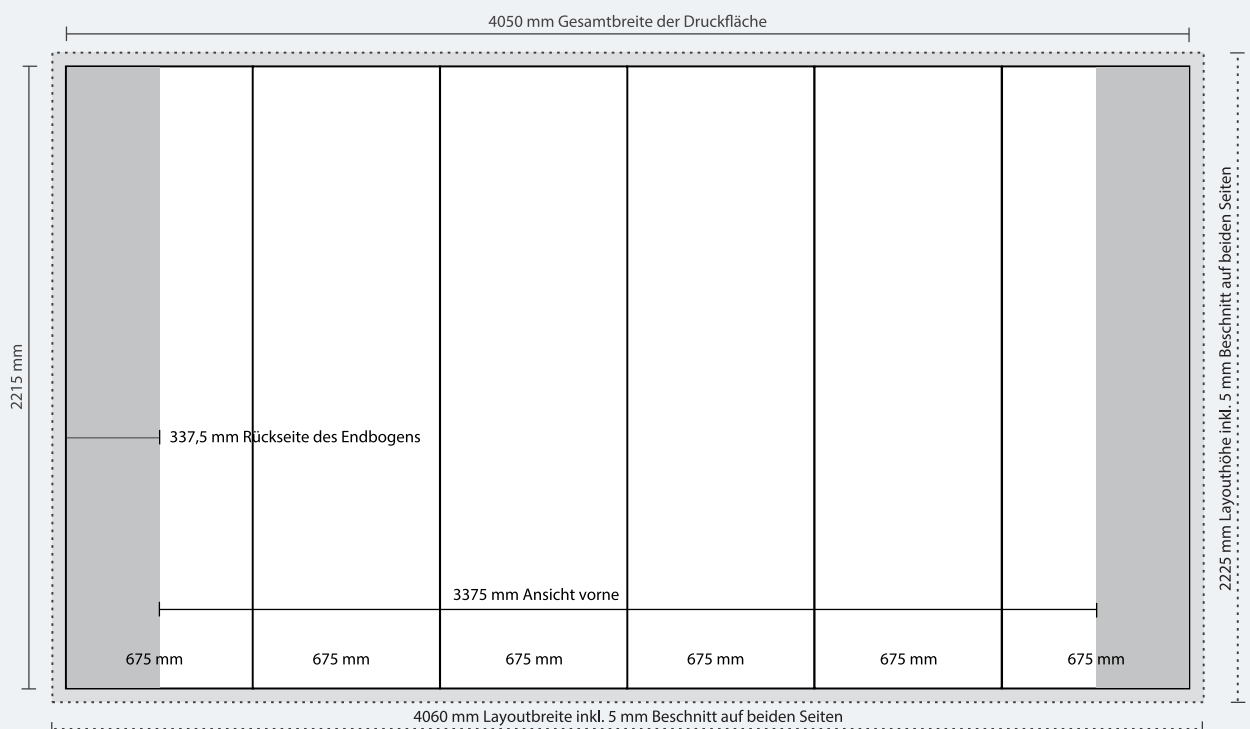 4050 mm Gesamtbreite der Druckfläche
2215 mm
2225 mm Layouthöhe inkl. 5 mm Beschnitt auf beiden Seiten
337,5 mm Rückseite des Endbogens
3375 mm Ansicht vorne
675 mm 675 mm 675 mm 675 mm 675 mm 675 mm
4060 mm Layoutbreite inkl. 5 mm Beschnitt auf beiden Seiten